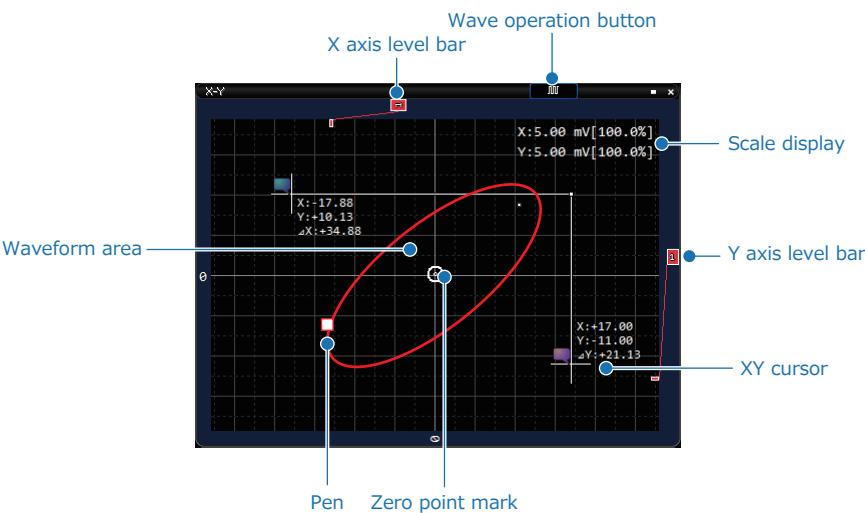 Wave operation button
X axis level bar
X-Y
X:5.00 mV[100.0%]
Y:5.00 mV[100.0%]
Scale display
X:-17.88
Y:+10.13
⊿X:+34.88
Waveform area
0
1
Y axis level bar
X:+17.00
Y:-11.00
⊿Y:+21.13
XY cursor
0
Pen
Zero point mark